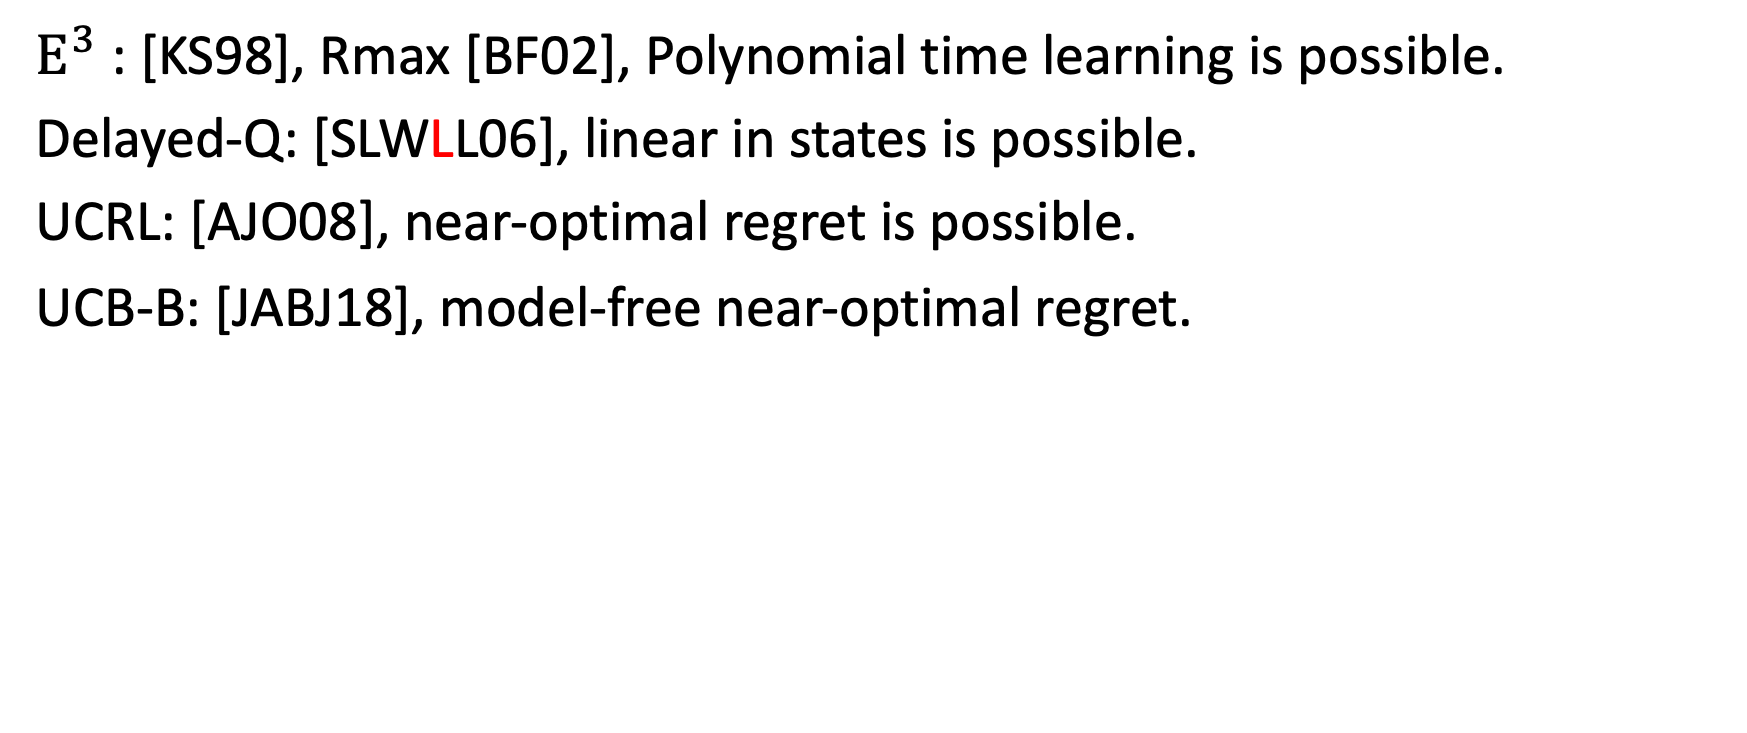 E³ : [KS98], Rmax [BF02], Polynomial time learning is possible.
Delayed-Q: [SLWLL06], linear in states is possible.
UCRL: [AJO08], near-optimal regret is possible.
UCB-B: [JABJ18], model-free near-optimal regret.